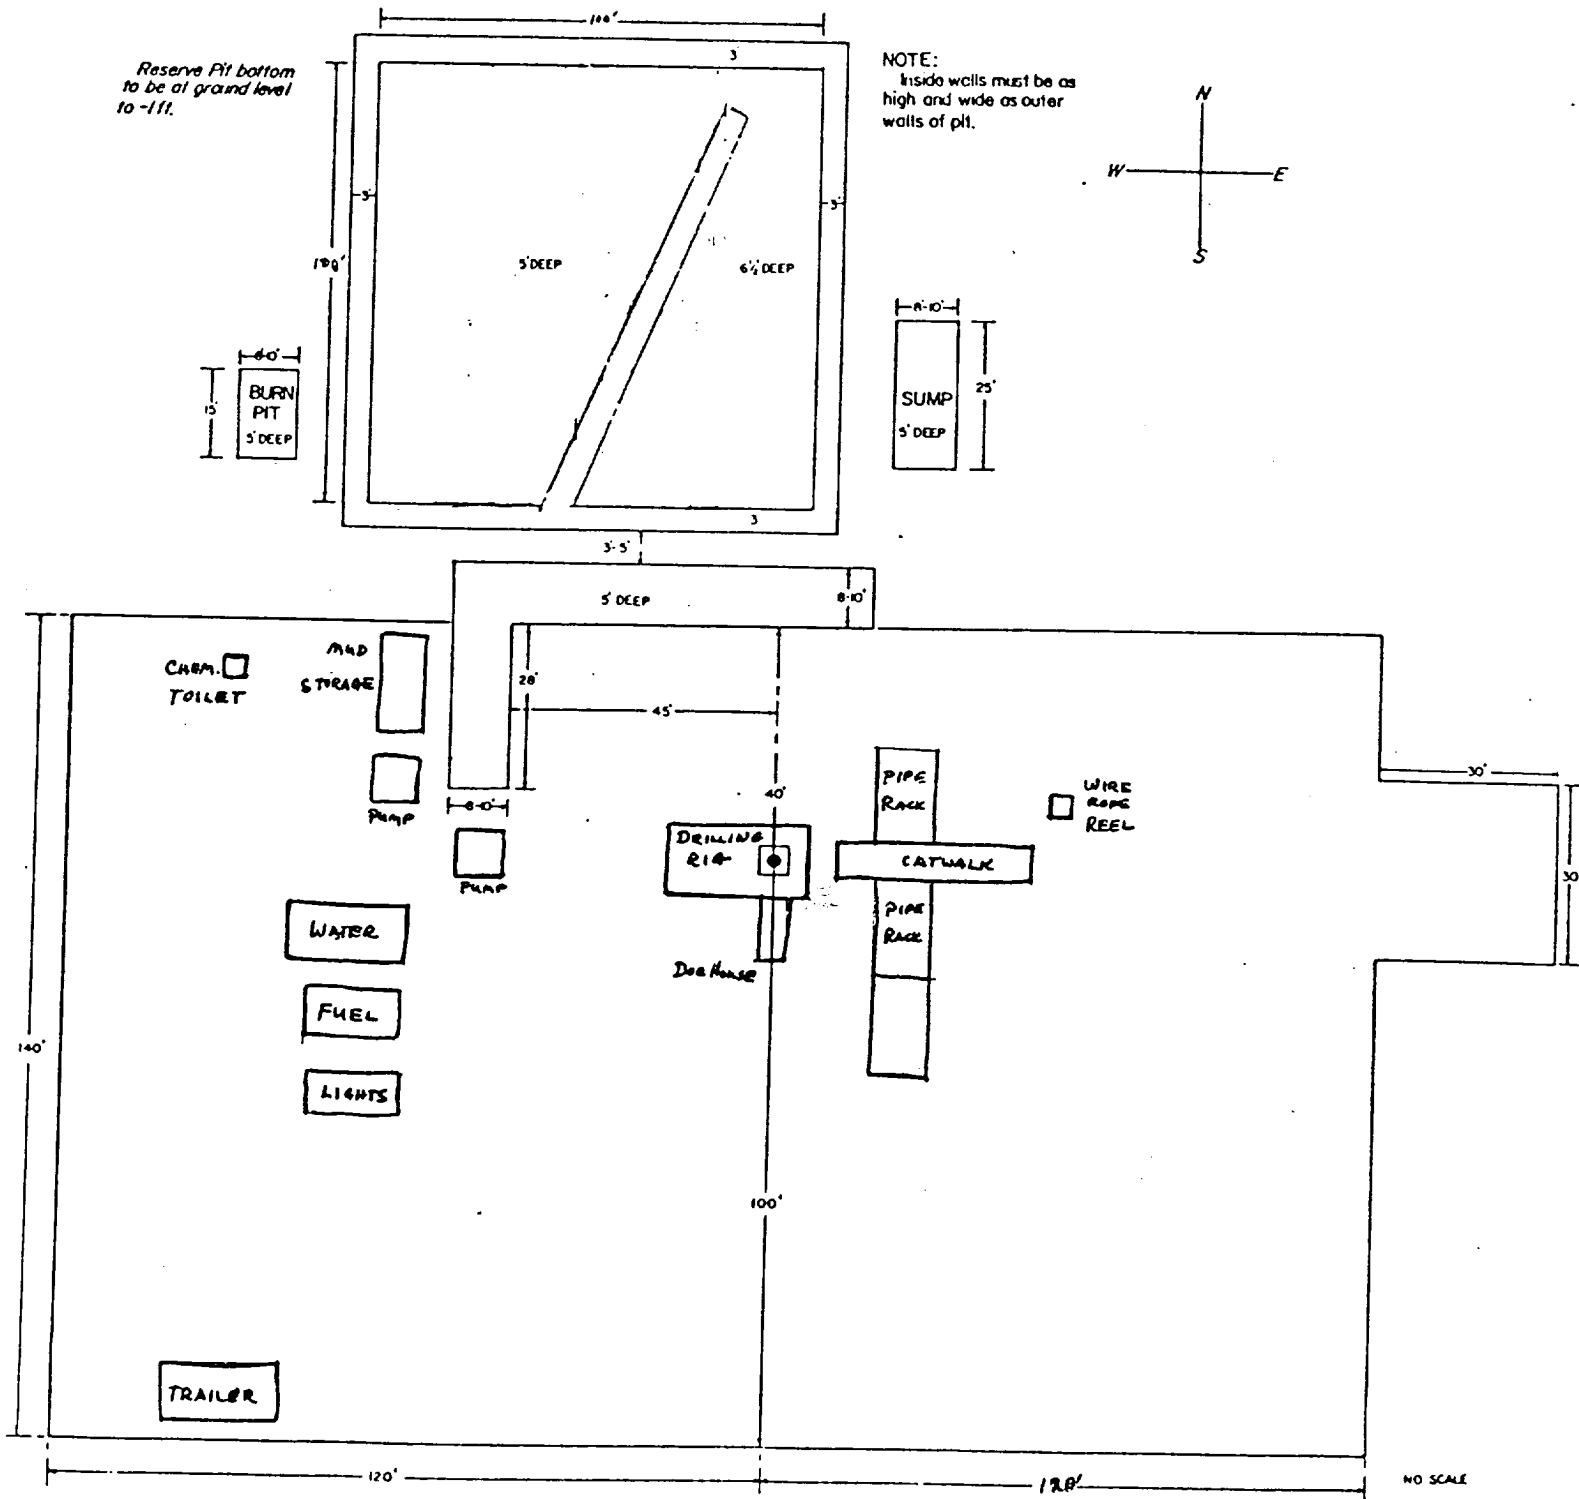 Reserve Pit bottom
to be at ground level
to -1ft.
3'
NOTE:
Inside walls must be as
high and wide as outer
walls of pit.
N
W E
S
3' 3'
5' DEEP 6½' DEEP
8'-10'
BURN
PIT
5' DEEP
15'
SUMP
5' DEEP
25'
3
3'-5'
5' DEEP 8-10'
CHEM.
TOILET
MUD
STORAGE
28'
45'
40'
30'
PUMP
8-10'
PUMP
DRILLING
RIG
PIPE
RACK
CATWALK
PIPE
RACK
WIRE
ROPE
REEL
30
WATER
DOG HOUSE
FUEL
LIGHTS
140'
100'
TRAILER
120'
NO SCALE